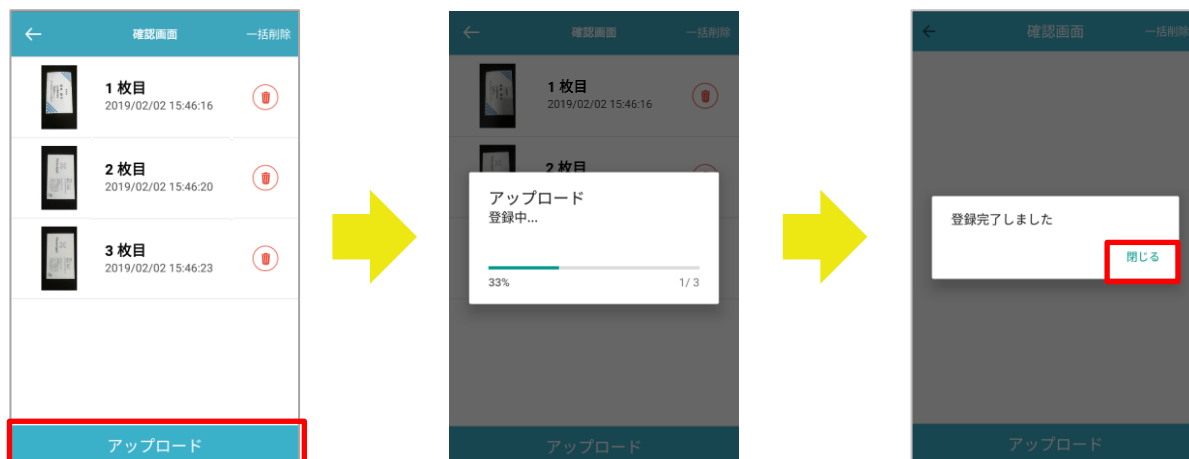 確認画面
一括削除
1 枚目
2019/02/02 15:46:16
2 枚目
2019/02/02 15:46:20
3 枚目
2019/02/02 15:46:23
アップロード
確認画面
一括削除
1 枚目
2019/02/02 15:46:16
2 枚目
アップロード
登録中...
33%
1/ 3
アップロード
確認画面
一括削除
登録完了しました
閉じる
アップロード